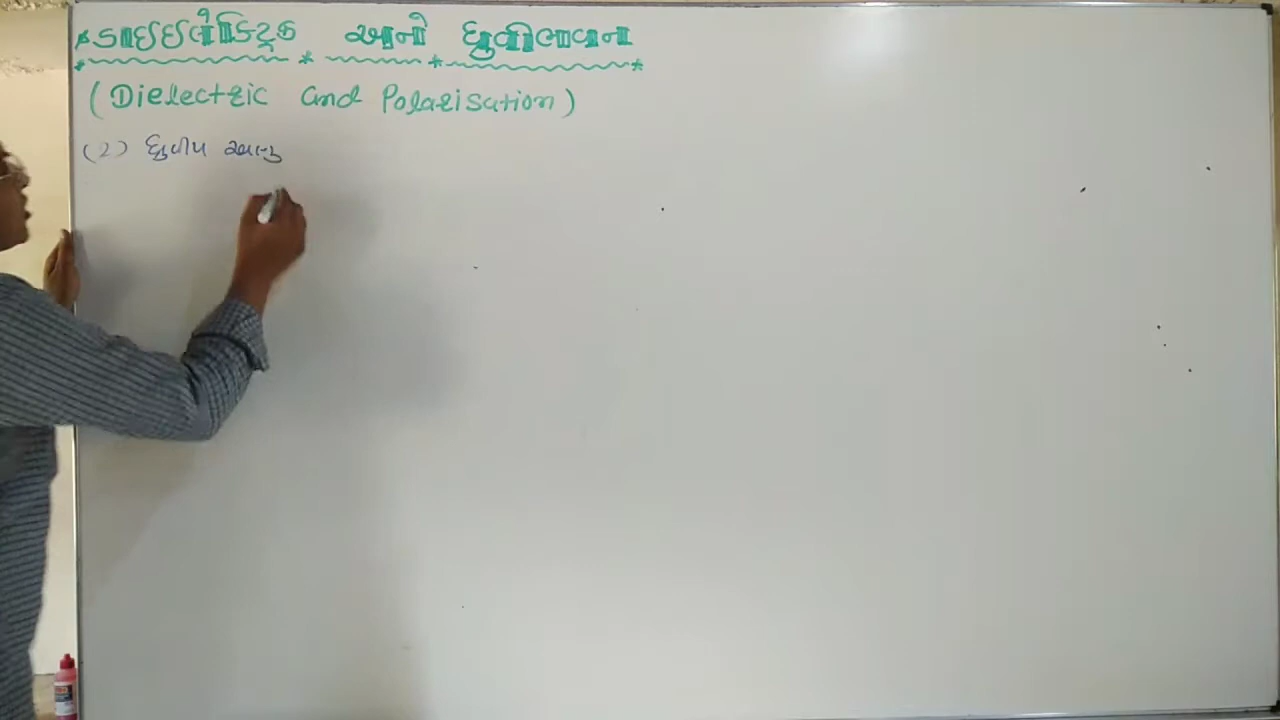 * ડાઇઇલેક્ટ્રિક અને ધ્રુવીભવન
(Dielectric and Polarisation)
(2) ધ્રુવીય અણુ